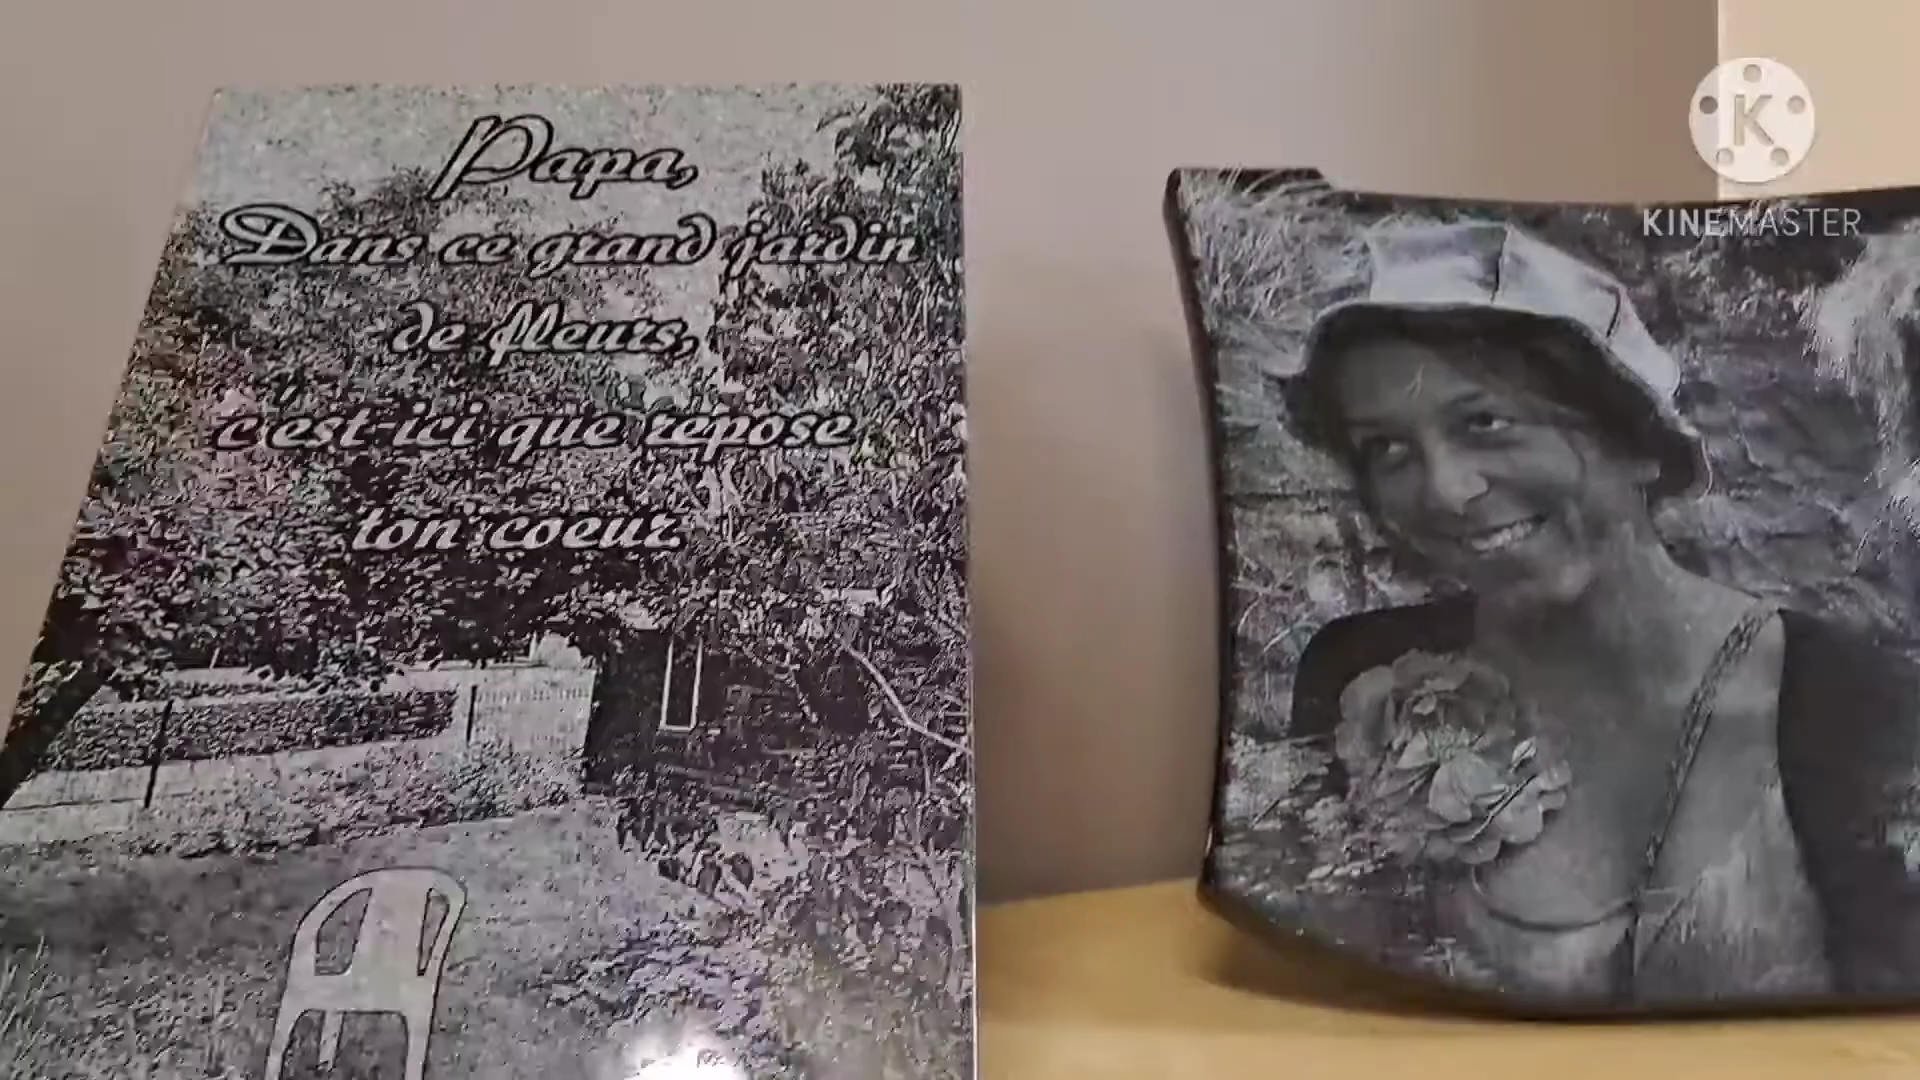 Papa,
Dans ce grand jardin
de fleurs,
c'est ici que repose
ton coeur
K
KINEMASTER